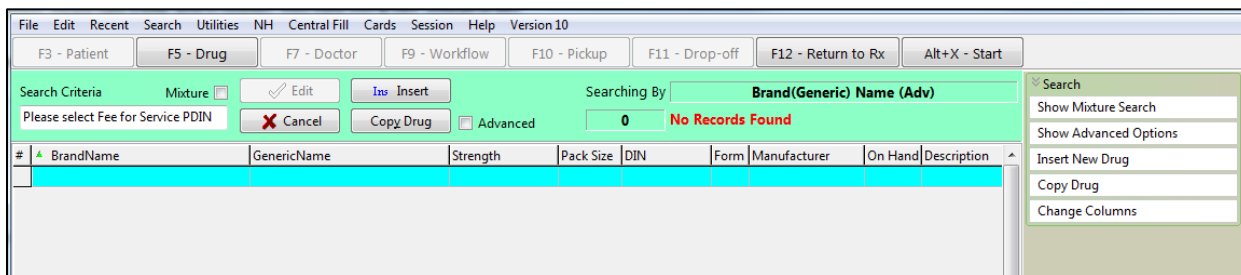 File Edit Recent Search Utilities NH Central Fill Cards Session Help Version 10
F3 - Patient F5 - Drug F7 - Doctor F9 - Workflow F10 - Pickup F11 - Drop-off F12 - Return to Rx Alt+X - Start
Search Criteria Mixture Edit Ins Insert Searching By Brand(Generic) Name (Adv)
Please select Fee for Service PDIN Cancel Copy Drug Advanced 0 No Records Found
# BrandName GenericName Strength Pack Size DIN Form Manufacturer On Hand Description
Search
Show Mixture Search
Show Advanced Options
Insert New Drug
Copy Drug
Change Columns